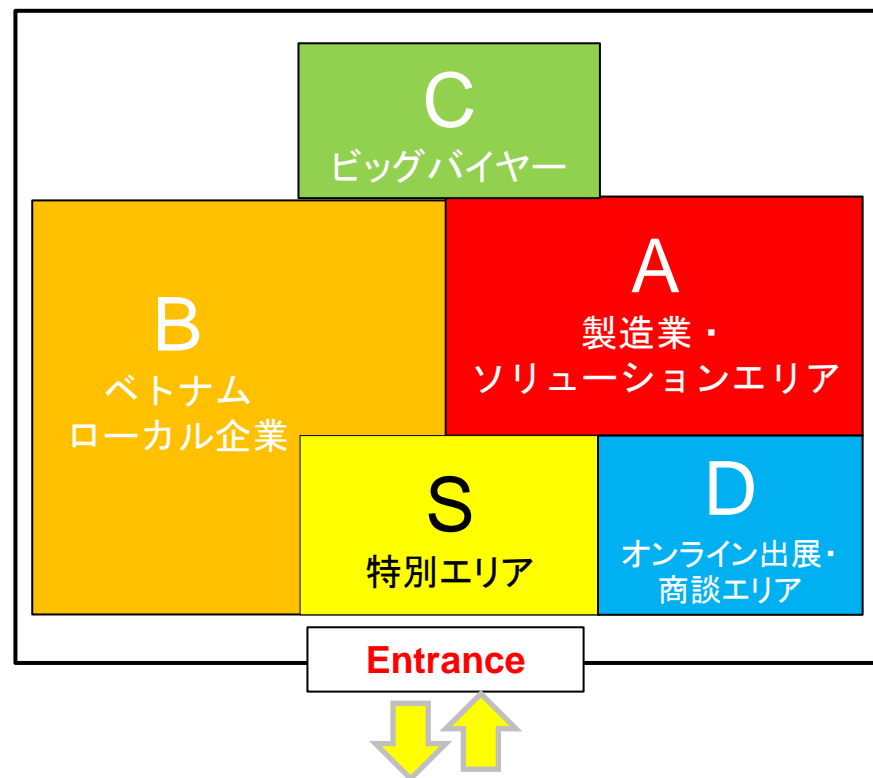 C
ビッグバイヤー
B
ベトナム
ローカル企業
A
製造業・
ソリューションエリア
S
特別エリア
D
オンライン出展・
商談エリア
Entrance